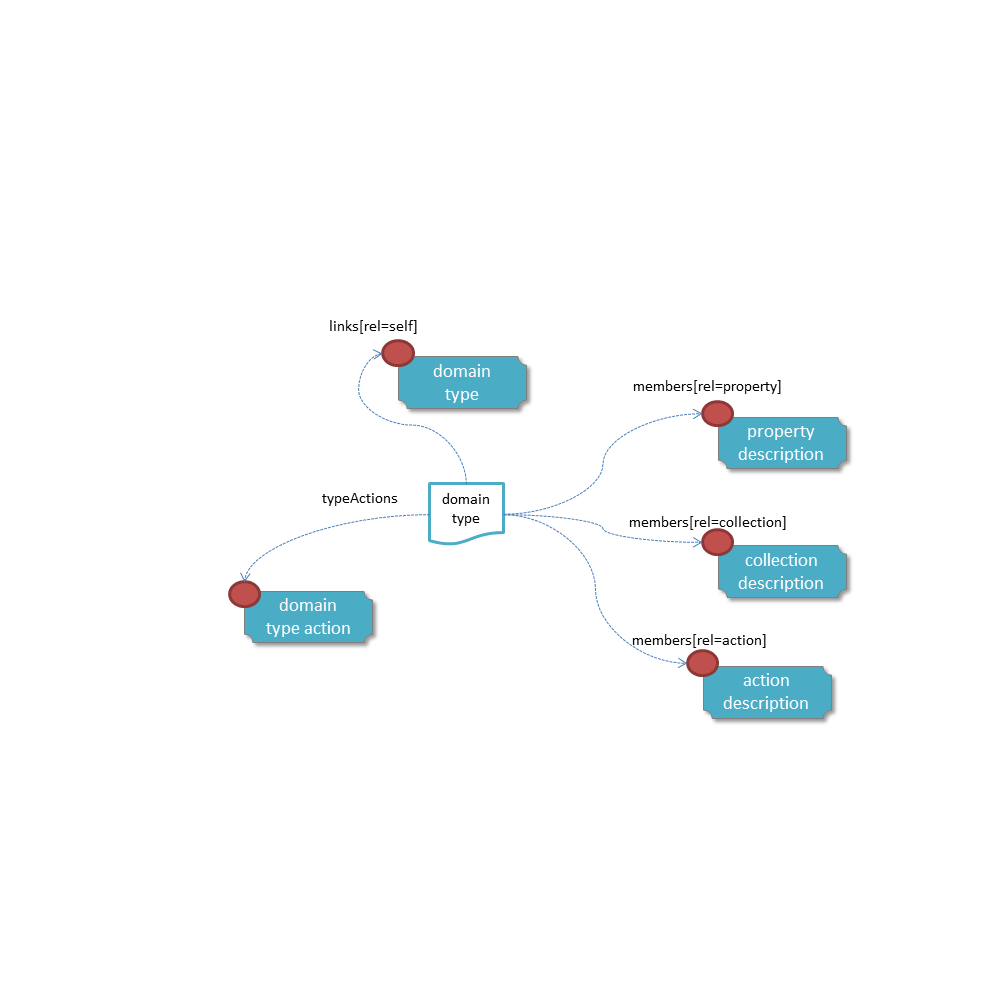 links[rel=self]
domain
type
members[rel=property]
property
description
typeActions
domain
type
members[rel=collection]
collection
description
domain
type action
members[rel=action]
action
description